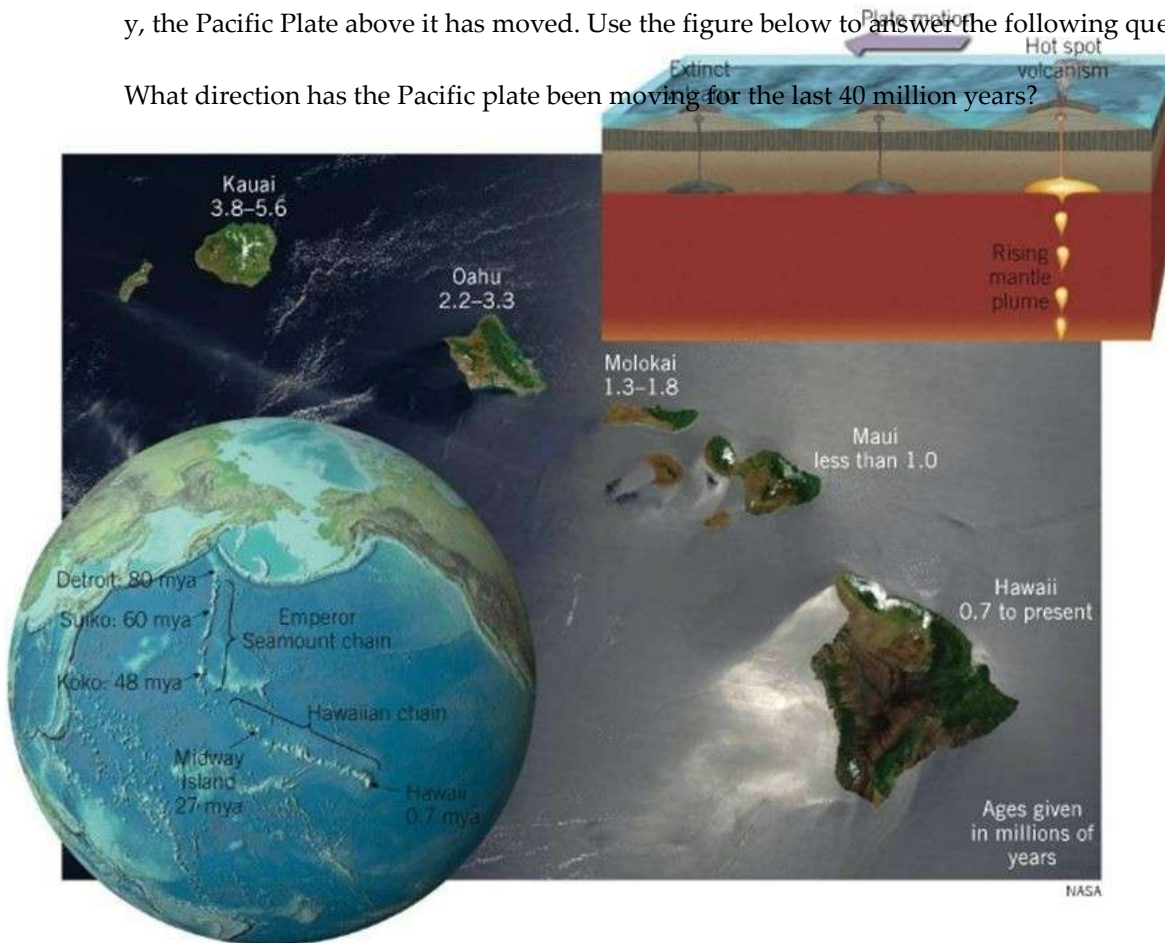 y, the Pacific Plate above it has moved. Use the figure below to answer the following que
Plate motion
What direction has the Pacific plate been moving for the last 40 million years?
Extinct
Hot spot
volcanism
Rising
mantle
plume
Kauai
3.8–5.6
Oahu
2.2–3.3
Molokai
1.3–1.8
Maui
less than 1.0
Hawaii
0.7 to present
Detroit: 80 mya
Suiko: 60 mya
Koko: 48 mya
Emperor
Seamount chain
Hawaiian chain
Midway
Island
27 mya
Hawaii
0.7 mya
Ages given
in millions of
years
NASA